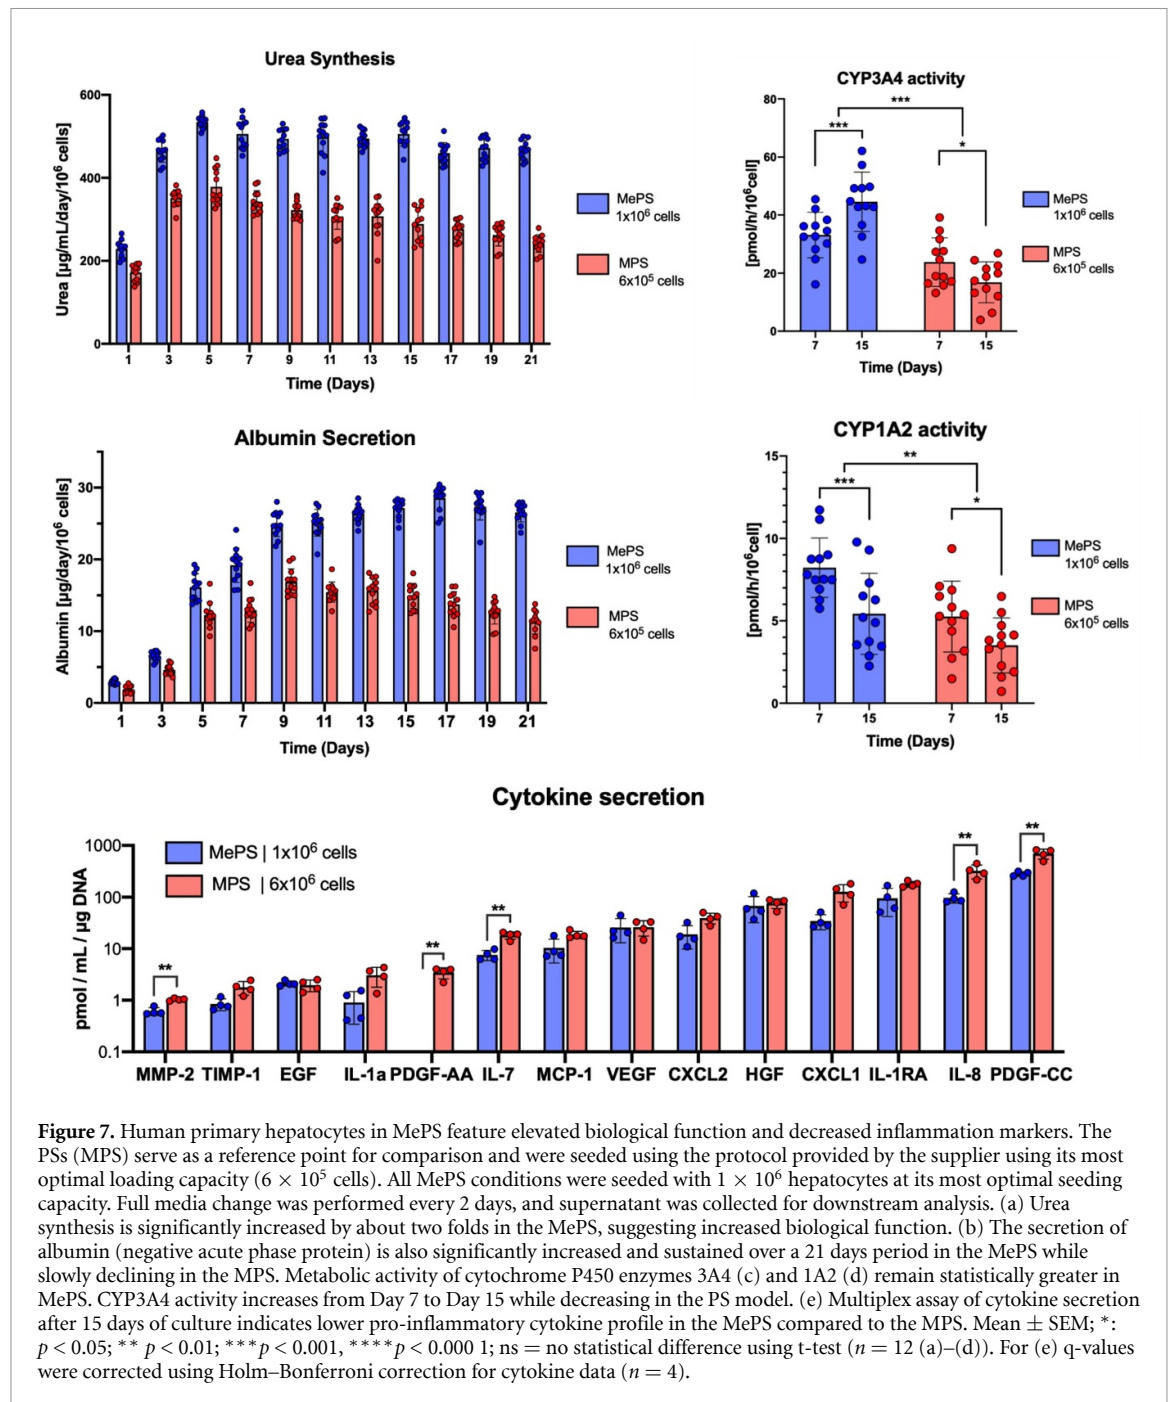 Urea Synthesis
Urea [µg/mL/day/10⁶ cells]
600
400
200
0
1 3 5 7 9 11 13 15 17 19 21
Time (Days)
MePS
1x10⁶ cells
MPS
6x10⁵ cells
CYP3A4 activity
[pmol/h/10⁶cell]
80
60
40
20
0
***
***
*
7 15 7 15
Time (Days)
MePS
1x10⁶ cells
MPS
6x10⁵ cells
Albumin Secretion
Albumin [µg/day/10⁶ cells]
30
20
10
0
1 3 5 7 9 11 13 15 17 19 21
Time (Days)
MePS
1x10⁶ cells
MPS
6x10⁵ cells
CYP1A2 activity
[pmol/h/10⁶cell]
15
10
5
0
**
***
*
7 15 7 15
Time (Days)
MePS
1x10⁶ cells
MPS
6x10⁵ cells
Cytokine secretion
pmol / mL / µg DNA
1000
100
10
1
0.1
MePS | 1x10⁶ cells
MPS | 6x10⁶ cells
** ** ** ** **
MMP-2 TIMP-1 EGF IL-1a PDGF-AA IL-7 MCP-1 VEGF CXCL2 HGF CXCL1 IL-1RA IL-8 PDGF-CC
Figure 7. Human primary hepatocytes in MePS feature elevated biological function and decreased inflammation markers. The
PSs (MPS) serve as a reference point for comparison and were seeded using the protocol provided by the supplier using its most
optimal loading capacity (6 × 10⁵ cells). All MePS conditions were seeded with 1 × 10⁶ hepatocytes at its most optimal seeding
capacity. Full media change was performed every 2 days, and supernatant was collected for downstream analysis. (a) Urea
synthesis is significantly increased by about two folds in the MePS, suggesting increased biological function. (b) The secretion of
albumin (negative acute phase protein) is also significantly increased and sustained over a 21 days period in the MePS while
slowly declining in the MPS. Metabolic activity of cytochrome P450 enzymes 3A4 (c) and 1A2 (d) remain statistically greater in
MePS. CYP3A4 activity increases from Day 7 to Day 15 while decreasing in the PS model. (e) Multiplex assay of cytokine secretion
after 15 days of culture indicates lower pro-inflammatory cytokine profile in the MePS compared to the MPS. Mean ± SEM; *:
p < 0.05; ** p < 0.01; ***p < 0.001, ****p < 0.000 1; ns = no statistical difference using t-test (n = 12 (a)–(d)). For (e) q-values
were corrected using Holm–Bonferroni correction for cytokine data (n = 4).